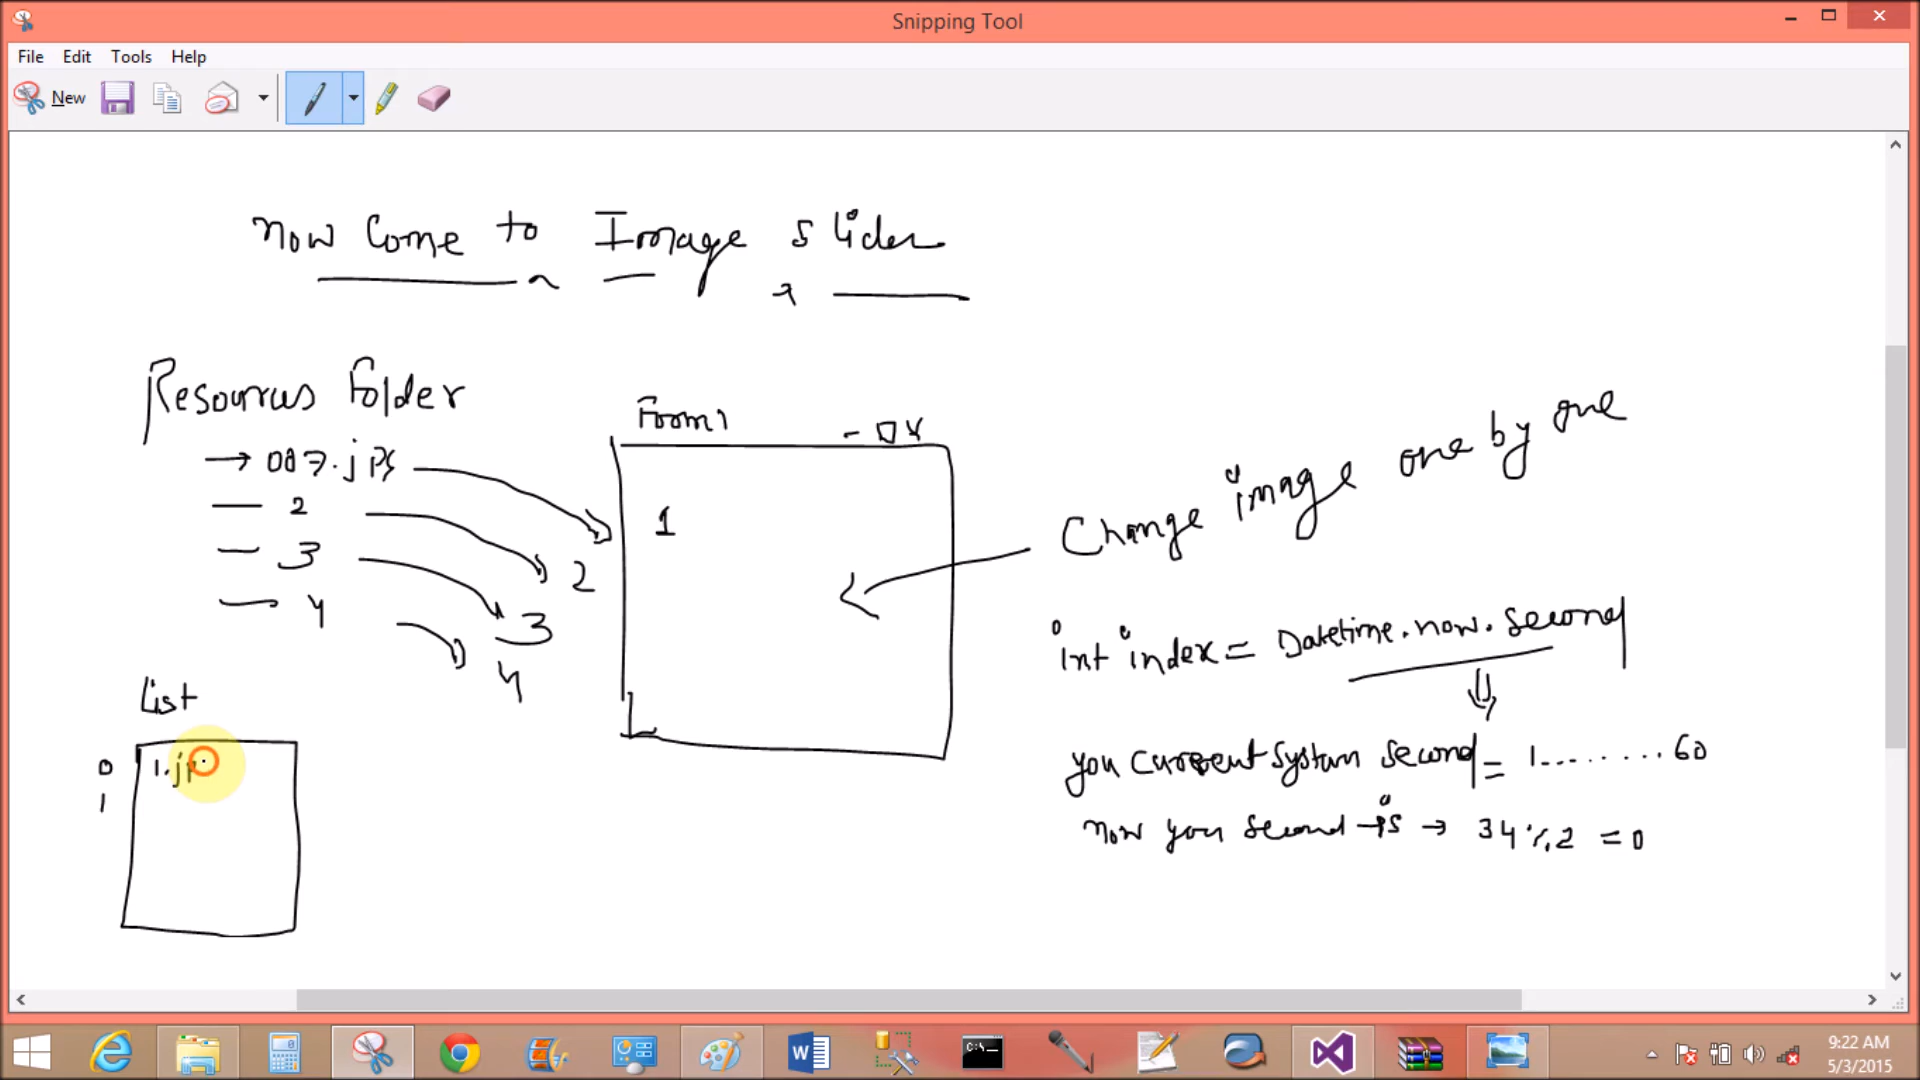 Snipping Tool
File Edit Tools Help
New
now Come to Image slider
Resources folder
007.jpg
2
3
4
Form1
1
2
3
4
Change image one by one
int index = Datetime.now.second
you current system second = 1........60
now you second is → 34%2 = 0
List
0 1.jp
1
9:22 AM
5/3/2015